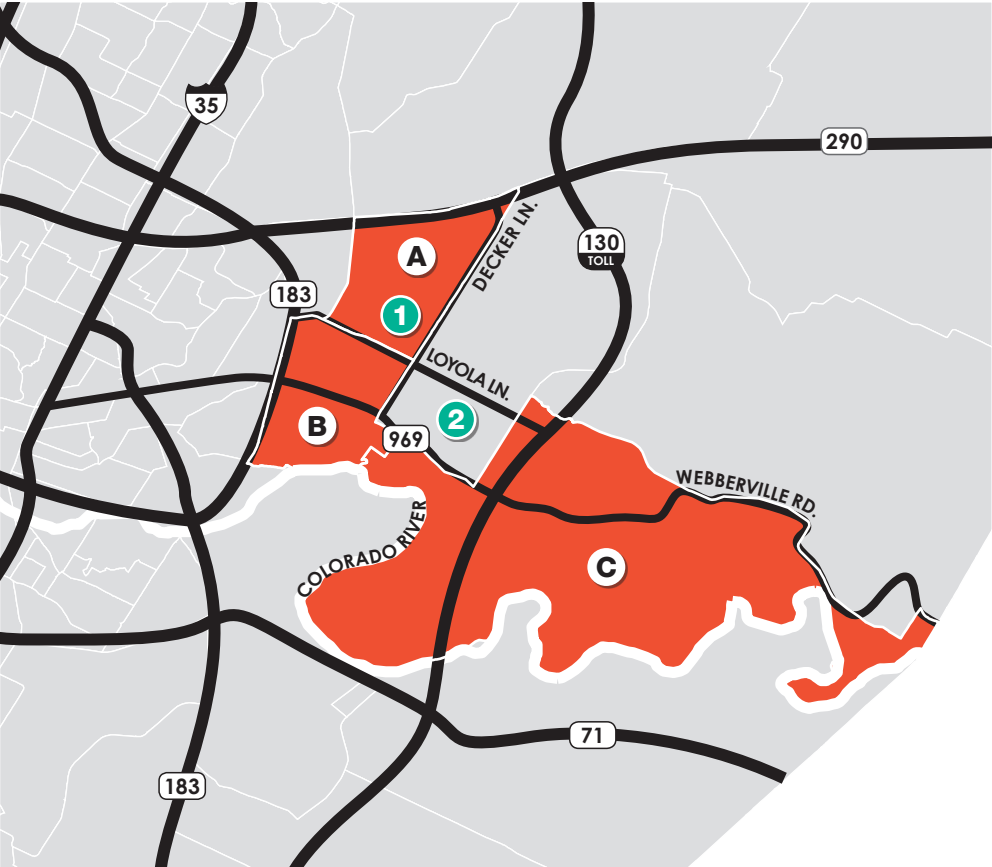 35
290
130
TOLL
DECKER LN.
A
183
1
LOYOLA LN.
2
B
969
WEBBERVILLE RD.
COLORADO RIVER
C
71
183